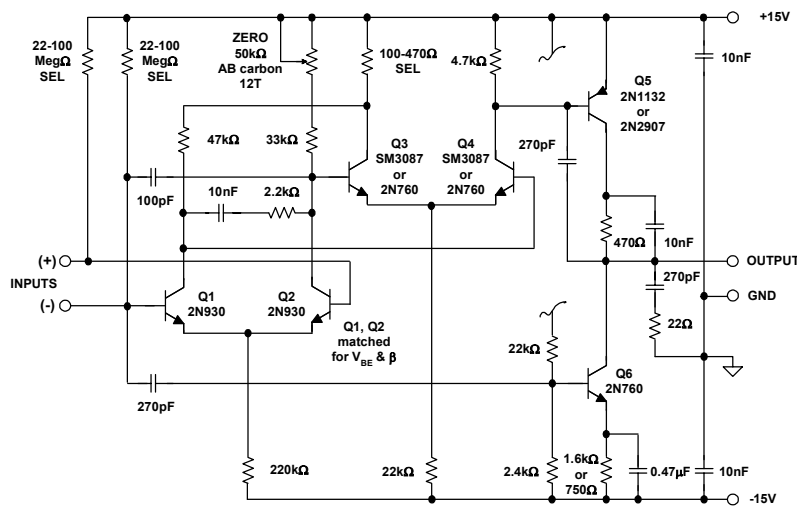 22-100
MegΩ
SEL
22-100
MegΩ
SEL
ZERO
50kΩ
AB carbon
12T
100-470Ω
SEL
4.7kΩ
Q5
2N1132
or
2N2907
+15V
10nF
47kΩ
33kΩ
Q3
SM3087
or
2N760
Q4
SM3087
or
2N760
270pF
100pF
10nF
2.2kΩ
470Ω
10nF
(+)
INPUTS
(-)
OUTPUT
270pF
GND
22Ω
Q1
2N930
Q2
2N930
Q1, Q2
matched
for VBE & β
22kΩ
Q6
2N760
270pF
220kΩ
22kΩ
2.4kΩ
1.6kΩ
or
750Ω
0.47μF
10nF
-15V